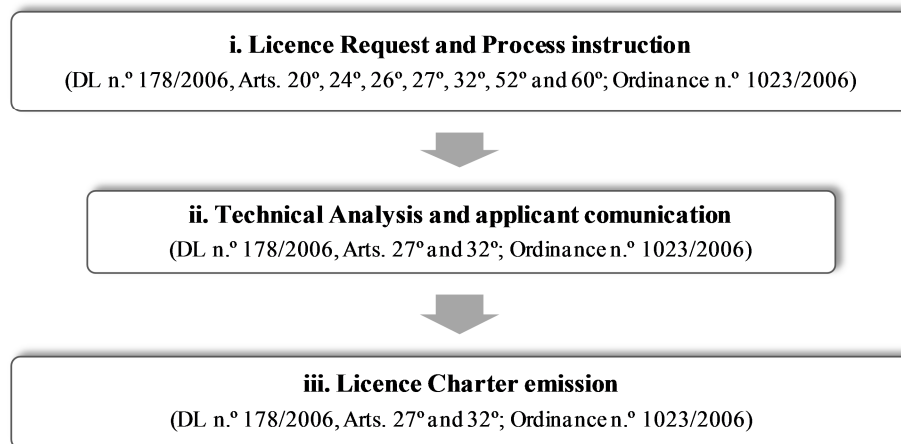 i. Licence Request and Process instruction
(DL n.º 178/2006, Arts. 20º, 24º, 26º, 27º, 32º, 52º and 60º; Ordinance n.º 1023/2006)
ii. Technical Analysis and applicant comunication
(DL n.º 178/2006, Arts. 27º and 32º; Ordinance n.º 1023/2006)
iii. Licence Charter emission
(DL n.º 178/2006, Arts. 27º and 32º; Ordinance n.º 1023/2006)